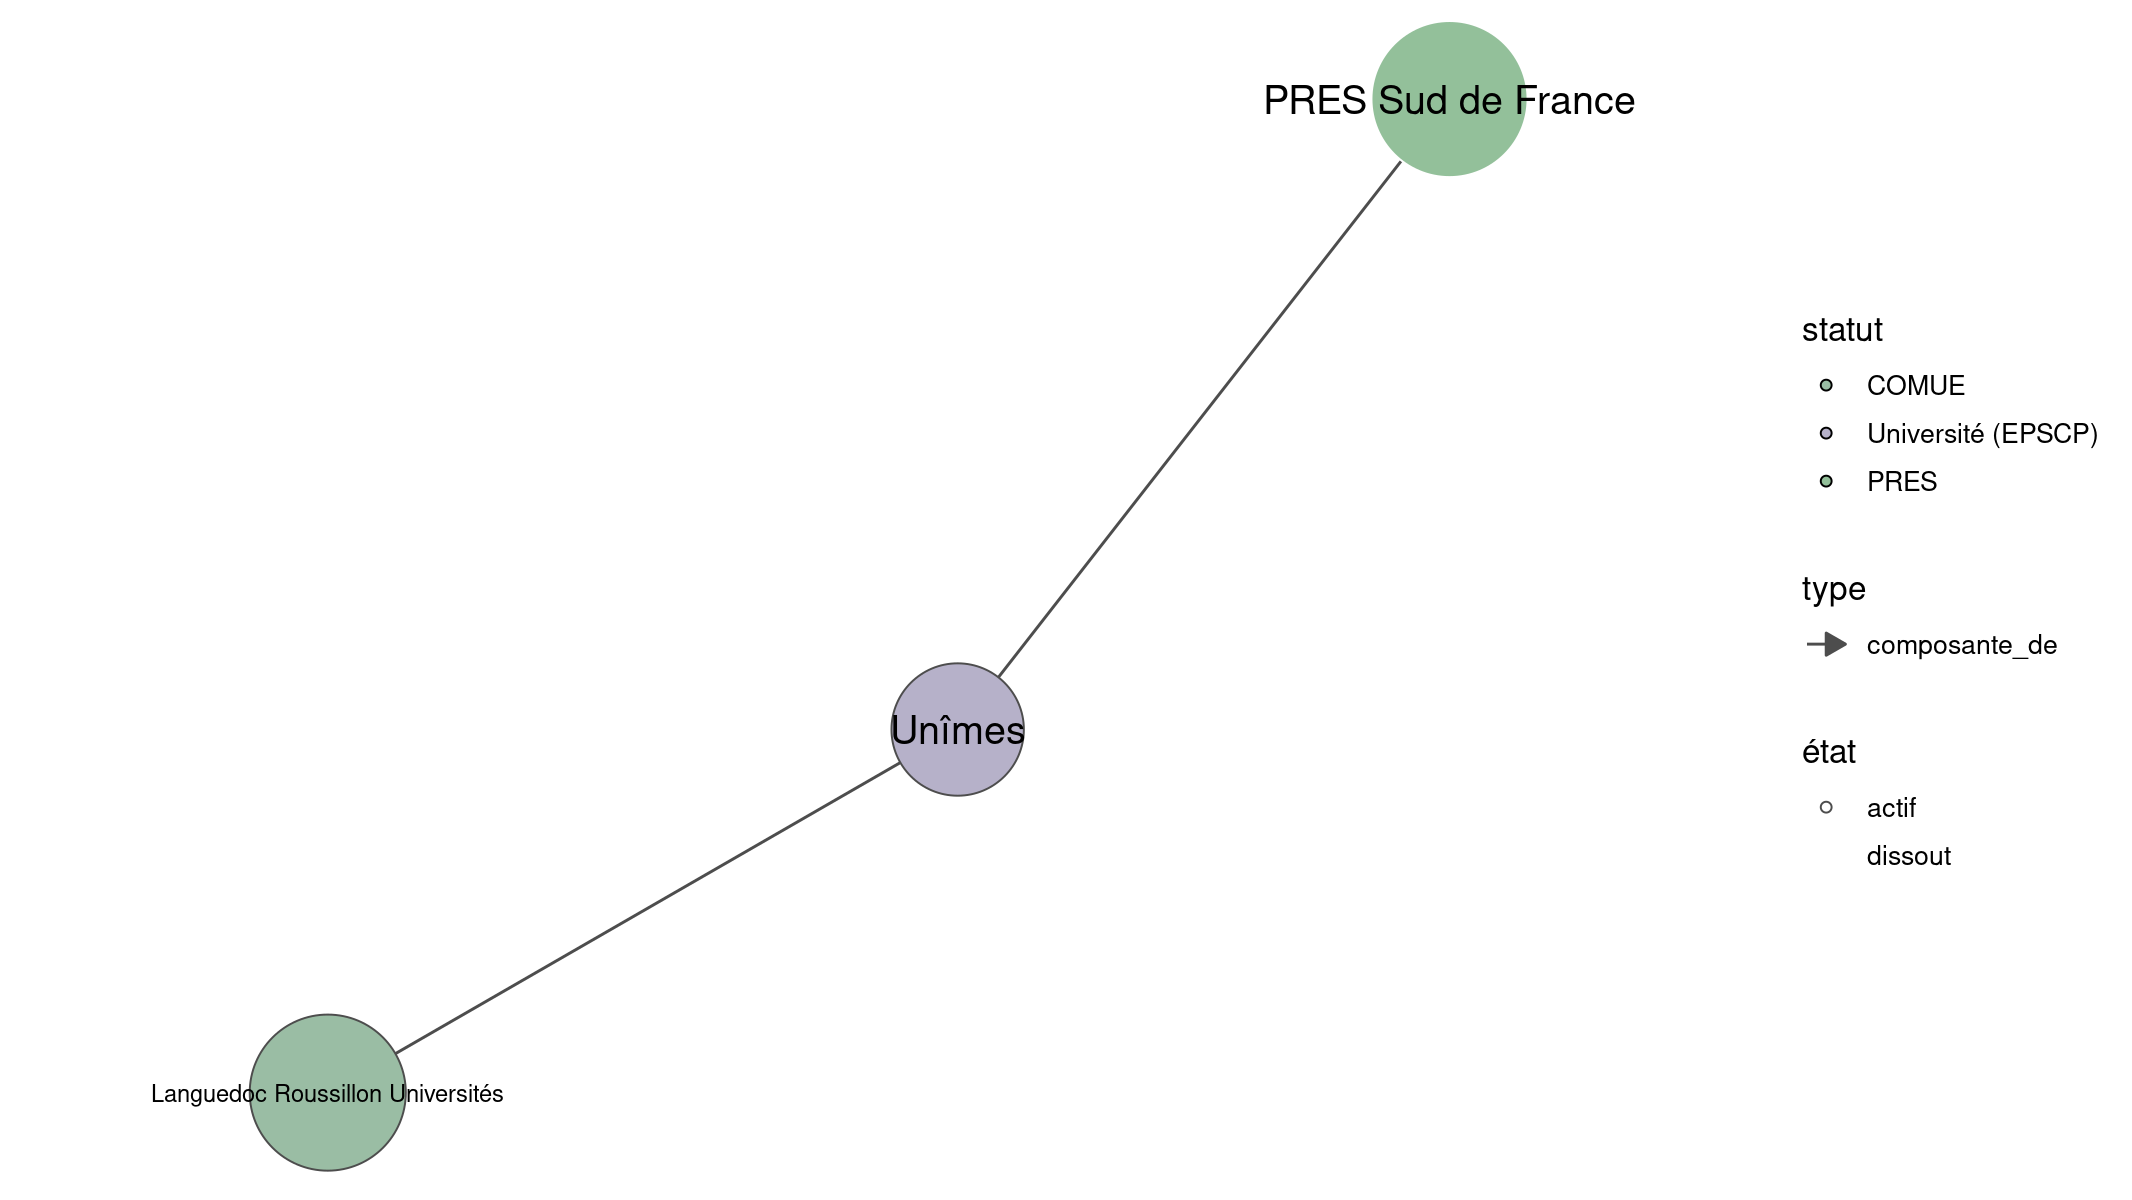 PRES Sud de France
Unîmes
Languedoc Roussillon Universités
statut
COMUE
Université (EPSCP)
PRES
type
composante_de
état
actif
dissout